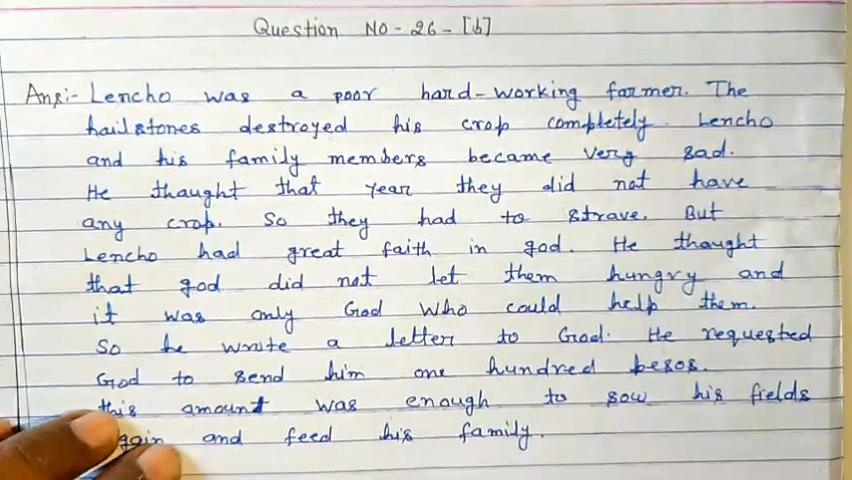 Question No - 26 - [b]
Ans:- Lencho was a poor hard-working farmer. The
hailstones destroyed his crop completely. Lencho
and his family members became very sad.
He thought that year they did not have
any crop. So they had to strave. But
Lencho had great faith in god. He thought
that god did not let them hungry and
it was only God who could help them.
So he wrote a letter to God. He requested
God to send him one hundred pesos.
this amount was enough to sow his fields
gain and feed his family.